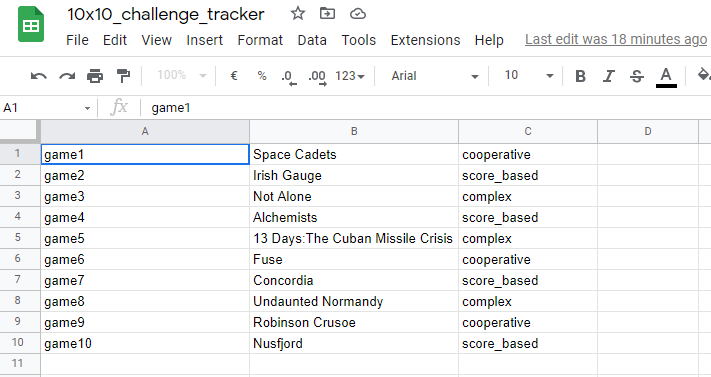 10x10_challenge_tracker
File Edit View Insert Format Data Tools Extensions Help Last edit was 18 minutes ago
100% € % .0 .00 123 Arial 10 B I S A
A1 fx game1
A B C D
1 game1 Space Cadets cooperative
2 game2 Irish Gauge score_based
3 game3 Not Alone complex
4 game4 Alchemists score_based
5 game5 13 Days:The Cuban Missile Crisis complex
6 game6 Fuse cooperative
7 game7 Concordia score_based
8 game8 Undaunted Normandy complex
9 game9 Robinson Crusoe cooperative
10 game10 Nusfjord score_based
11